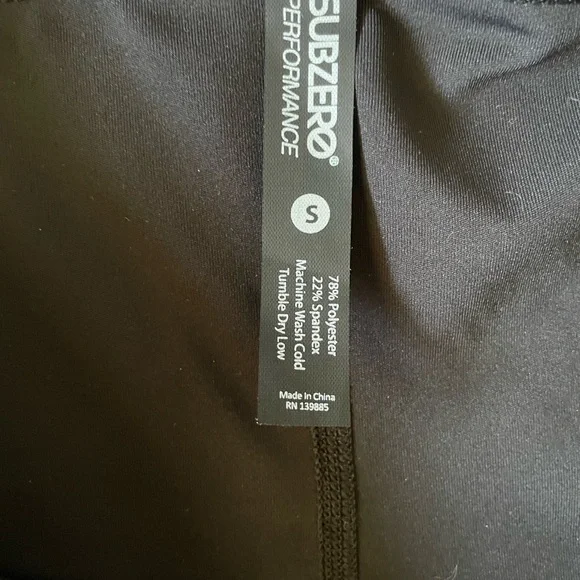 SUBZERO®
PERFORMANCE
S
78% Polyester
22% Spandex
Machine Wash Cold
Tumble Dry Low
Made In China
RN 139885